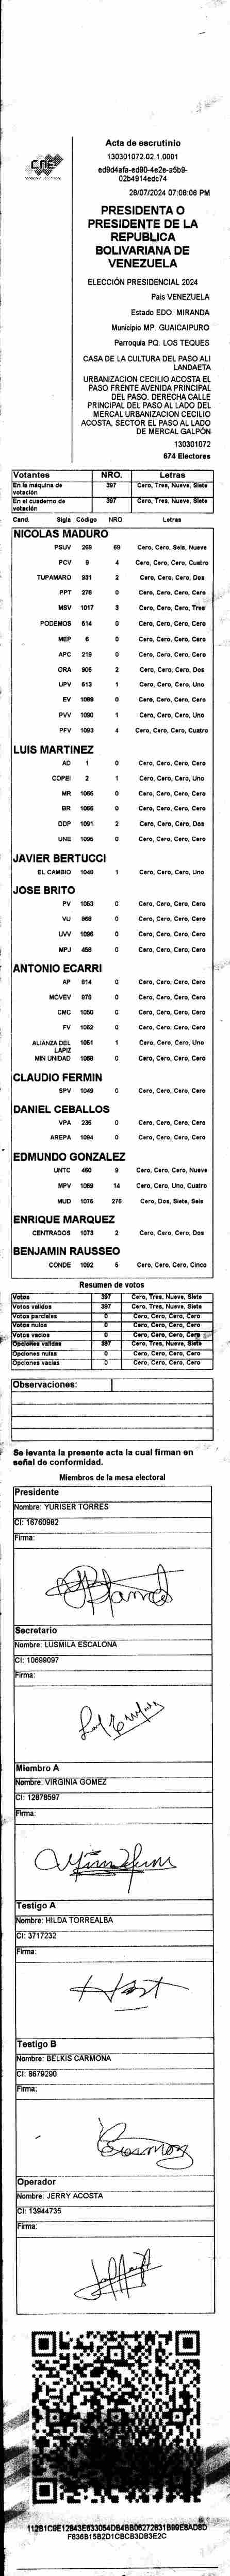 CNE
Acta de escrutinio
130301072.02.1.0001
ed9d4afa-ed90-4e2e-a5b9-
02b4914edc74
28/07/2024 07:08:06 PM
PRESIDENTA O
PRESIDENTE DE LA
REPUBLICA
BOLIVARIANA DE
VENEZUELA
ELECCIÓN PRESIDENCIAL 2024
Pais VENEZUELA
Estado EDO. MIRANDA
Municipio MP. GUAICAIPURO
Parroquia PQ. LOS TEQUES
CASA DE LA CULTURA DEL PASO ALI
LANDAETA
URBANIZACION CECILIO ACOSTA EL
PASO FRENTE AVENIDA PRINCIPAL
DEL PASO. DERECHA CALLE
PRINCIPAL DEL PASO AL LADO DEL
MERCAL URBANIZACION CECILIO
ACOSTA, SECTOR EL PASO AL LADO
DE MERCAL GALPÓN
130301072
674 Electores
Votantes NRO. Letras
En la máquina de votación 397 Cero, Tres, Nueve, Siete
En el cuaderno de votación 397 Cero, Tres, Nueve, Siete
Cand. Sigla Código NRO. Letras
NICOLAS MADURO
PSUV 269 69 Cero, Cero, Seis, Nueve
PCV 9 4 Cero, Cero, Cero, Cuatro
TUPAMARO 931 2 Cero, Cero, Cero, Dos
PPT 276 0 Cero, Cero, Cero, Cero
MSV 1017 3 Cero, Cero, Cero, Tres
PODEMOS 514 0 Cero, Cero, Cero, Cero
MEP 6 0 Cero, Cero, Cero, Cero
APC 219 0 Cero, Cero, Cero, Cero
ORA 906 2 Cero, Cero, Cero, Dos
UPV 613 1 Cero, Cero, Cero, Uno
EV 1089 0 Cero, Cero, Cero, Cero
PVV 1090 1 Cero, Cero, Cero, Uno
PFV 1093 4 Cero, Cero, Cero, Cuatro
LUIS MARTINEZ
AD 1 0 Cero, Cero, Cero, Cero
COPEI 2 1 Cero, Cero, Cero, Uno
MR 1065 0 Cero, Cero, Cero, Cero
BR 1066 0 Cero, Cero, Cero, Cero
DDP 1091 2 Cero, Cero, Cero, Dos
UNE 1095 0 Cero, Cero, Cero, Cero
JAVIER BERTUCCI
EL CAMBIO 1048 1 Cero, Cero, Cero, Uno
JOSE BRITO
PV 1053 0 Cero, Cero, Cero, Cero
VU 968 0 Cero, Cero, Cero, Cero
UVV 1096 0 Cero, Cero, Cero, Cero
MPJ 458 0 Cero, Cero, Cero, Cero
ANTONIO ECARRI
AP 914 0 Cero, Cero, Cero, Cero
MOVEV 976 0 Cero, Cero, Cero, Cero
CMC 1050 0 Cero, Cero, Cero, Cero
FV 1062 0 Cero, Cero, Cero, Cero
ALIANZA DEL LAPIZ 1051 1 Cero, Cero, Cero, Uno
MIN UNIDAD 1068 0 Cero, Cero, Cero, Cero
CLAUDIO FERMIN
SPV 1049 0 Cero, Cero, Cero, Cero
DANIEL CEBALLOS
VPA 236 0 Cero, Cero, Cero, Cero
AREPA 1094 0 Cero, Cero, Cero, Cero
EDMUNDO GONZALEZ
UNTC 450 9 Cero, Cero, Cero, Nueve
MPV 1069 14 Cero, Cero, Uno, Cuatro
MUD 1075 276 Cero, Dos, Siete, Seis
ENRIQUE MARQUEZ
CENTRADOS 1073 2 Cero, Cero, Cero, Dos
BENJAMIN RAUSSEO
CONDE 1092 5 Cero, Cero, Cero, Cinco
Resumen de votos
Votos 397 Cero, Tres, Nueve, Siete
Votos validos 397 Cero, Tres, Nueve, Siete
Votos parciales 0 Cero, Cero, Cero, Cero
Votos nulos 0 Cero, Cero, Cero, Cero
Votos vacios 0 Cero, Cero, Cero, Cero
Opciones validas 397 Cero, Tres, Nueve, Siete
Opciones nulas 0 Cero, Cero, Cero, Cero
Opciones vacias 0 Cero, Cero, Cero, Cero
Observaciones:
Se levanta la presente acta la cual firman en
señal de conformidad.
Miembros de la mesa electoral
Presidente
Nombre: YURISER TORRES
CI: 16760982
Firma:
Secretario
Nombre: LUSMILA ESCALONA
CI: 10699097
Firma:
Miembro A
Nombre: VIRGINIA GOMEZ
CI: 12878597
Firma:
Testigo A
Nombre: HILDA TORREALBA
CI: 3717232
Firma:
Testigo B
Nombre: BELKIS CARMONA
CI: 8679290
Firma:
Operador
Nombre: JERRY ACOSTA
CI: 13944735
Firma: